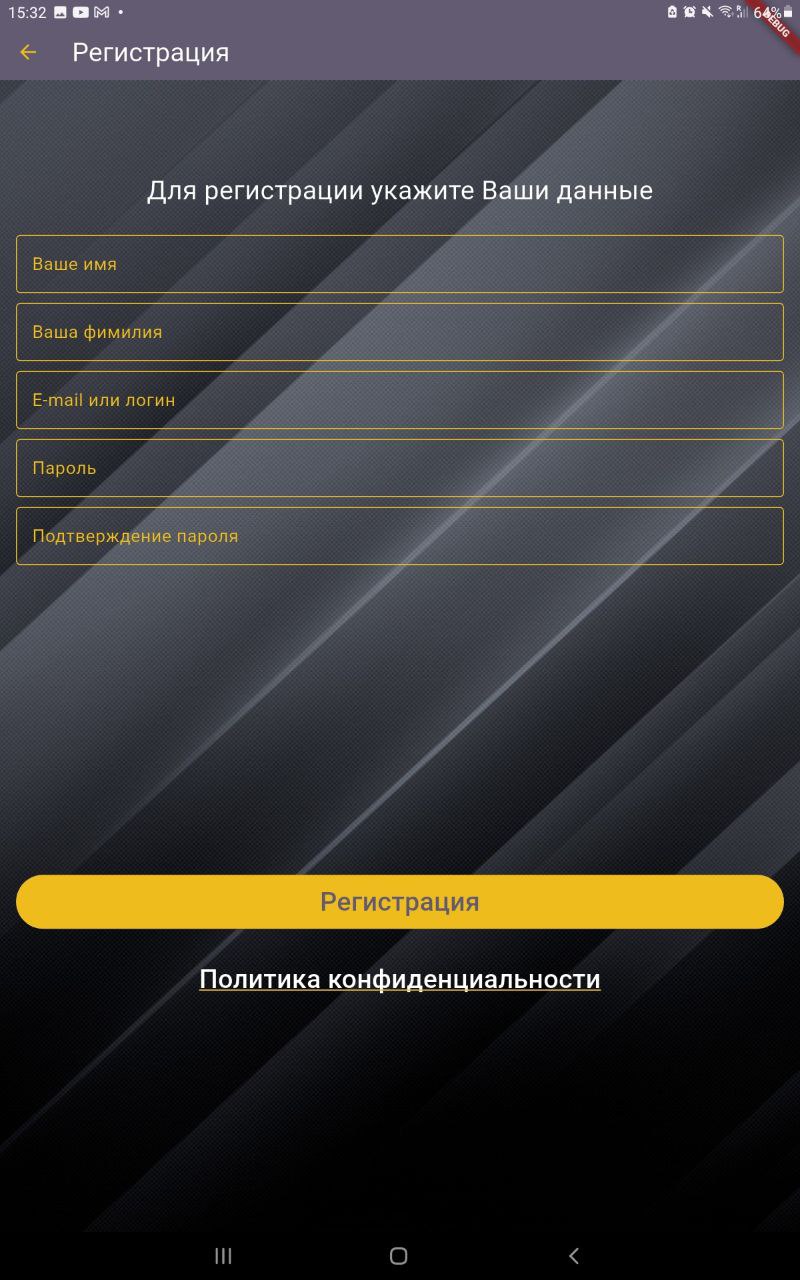 15:32
64%
DEBUG
Регистрация
Для регистрации укажите Ваши данные
Ваше имя
Ваша фимилия
E-mail или логин
Пароль
Подтверждение пароля
Регистрация
Политика конфиденциальности